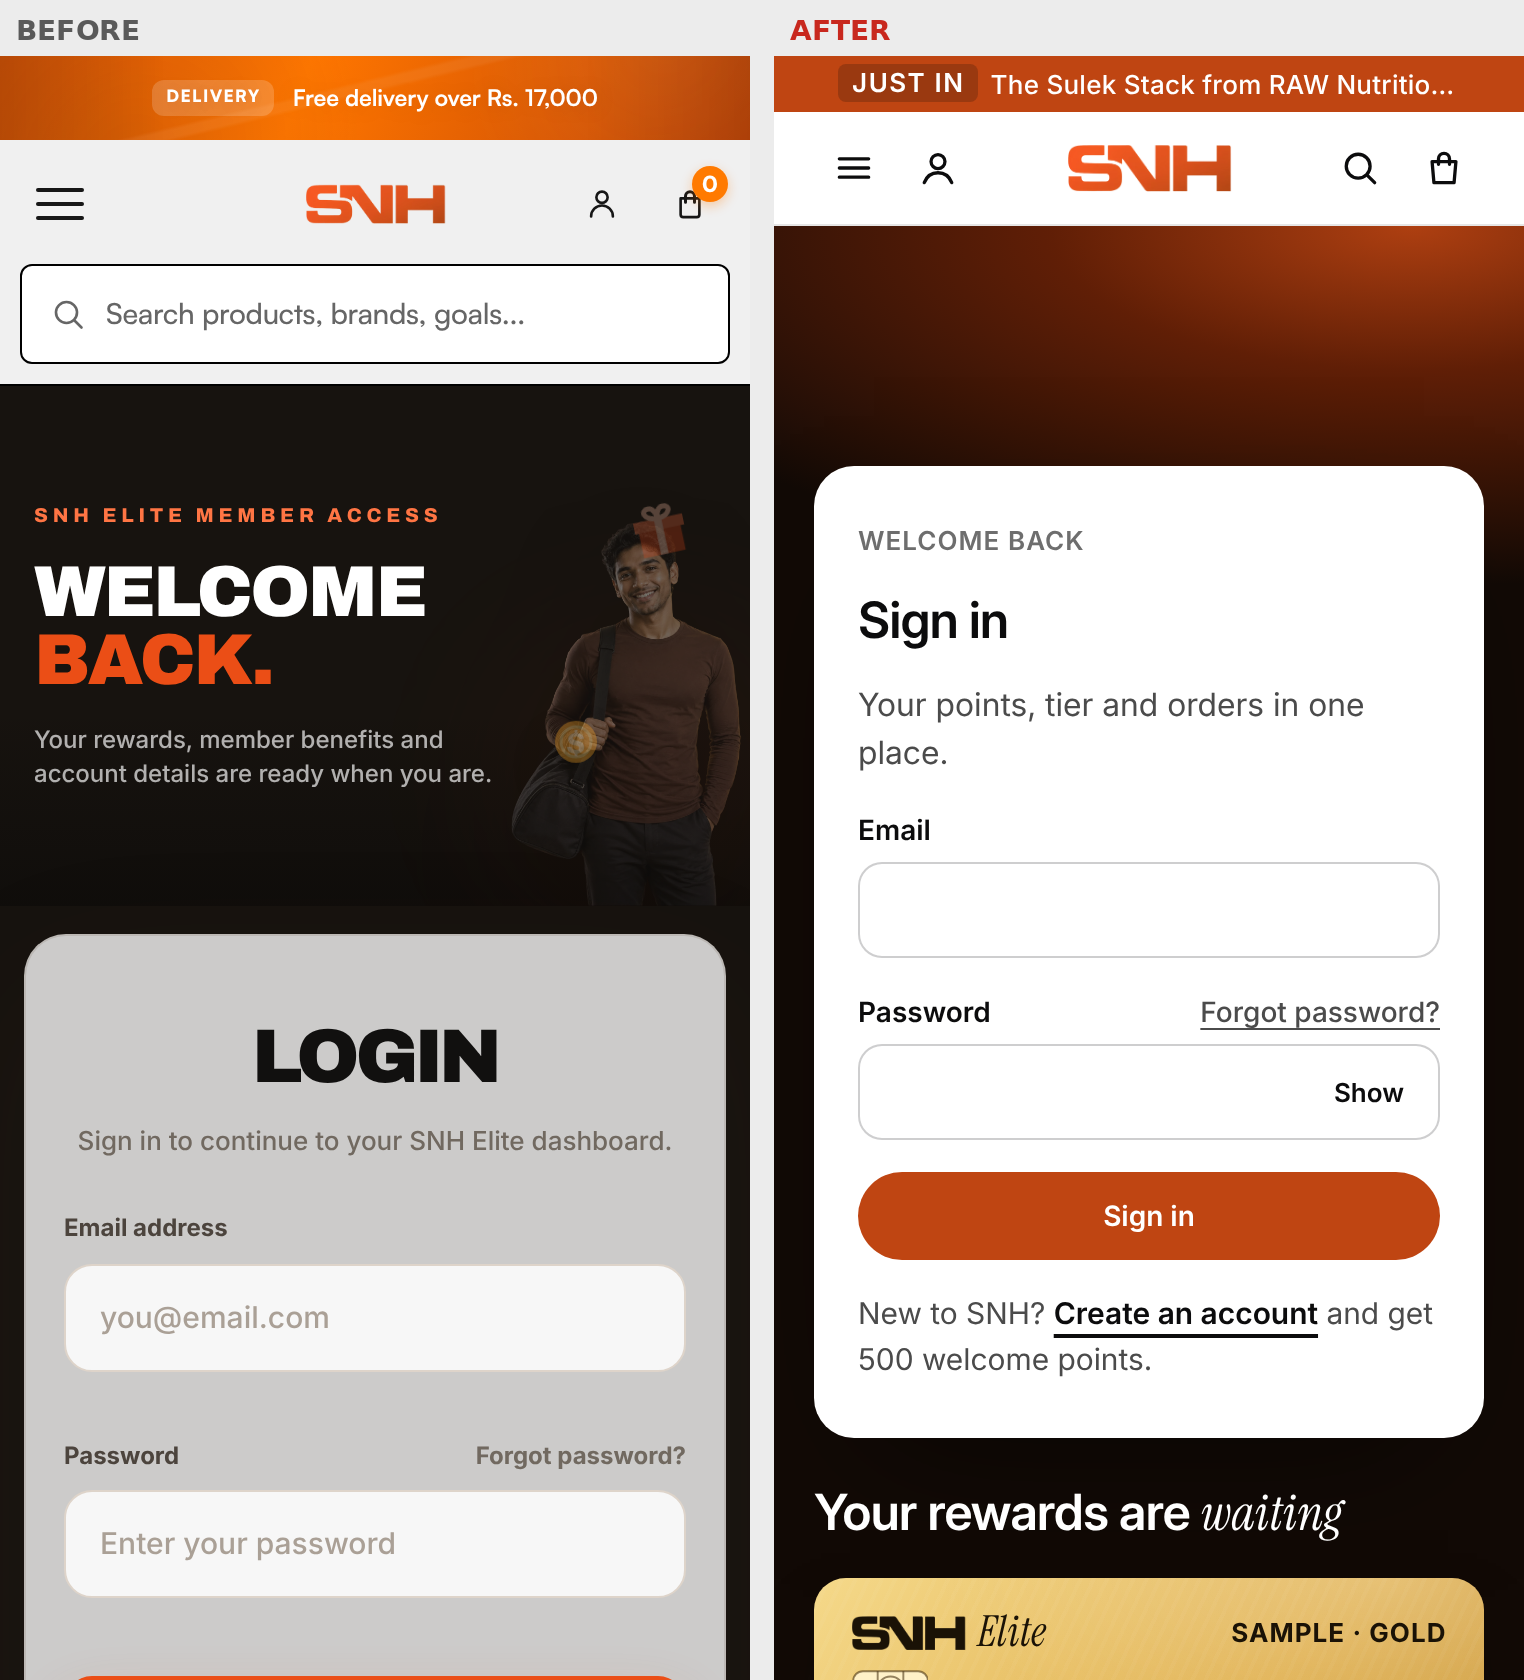 BEFORE
DELIVERY Free delivery over Rs. 17,000
SNH
0
Search products, brands, goals...
SNH ELITE MEMBER ACCESS
WELCOME
BACK.
Your rewards, member benefits and
account details are ready when you are.
LOGIN
Sign in to continue to your SNH Elite dashboard.
Email address
you@email.com
Password Forgot password?
Enter your password
AFTER
JUST IN The Sulek Stack from RAW Nutritio...
SNH
WELCOME BACK
Sign in
Your points, tier and orders in one
place.
Email
Password Forgot password?
Show
Sign in
New to SNH? Create an account and get
500 welcome points.
Your rewards are waiting
SNH Elite SAMPLE · GOLD